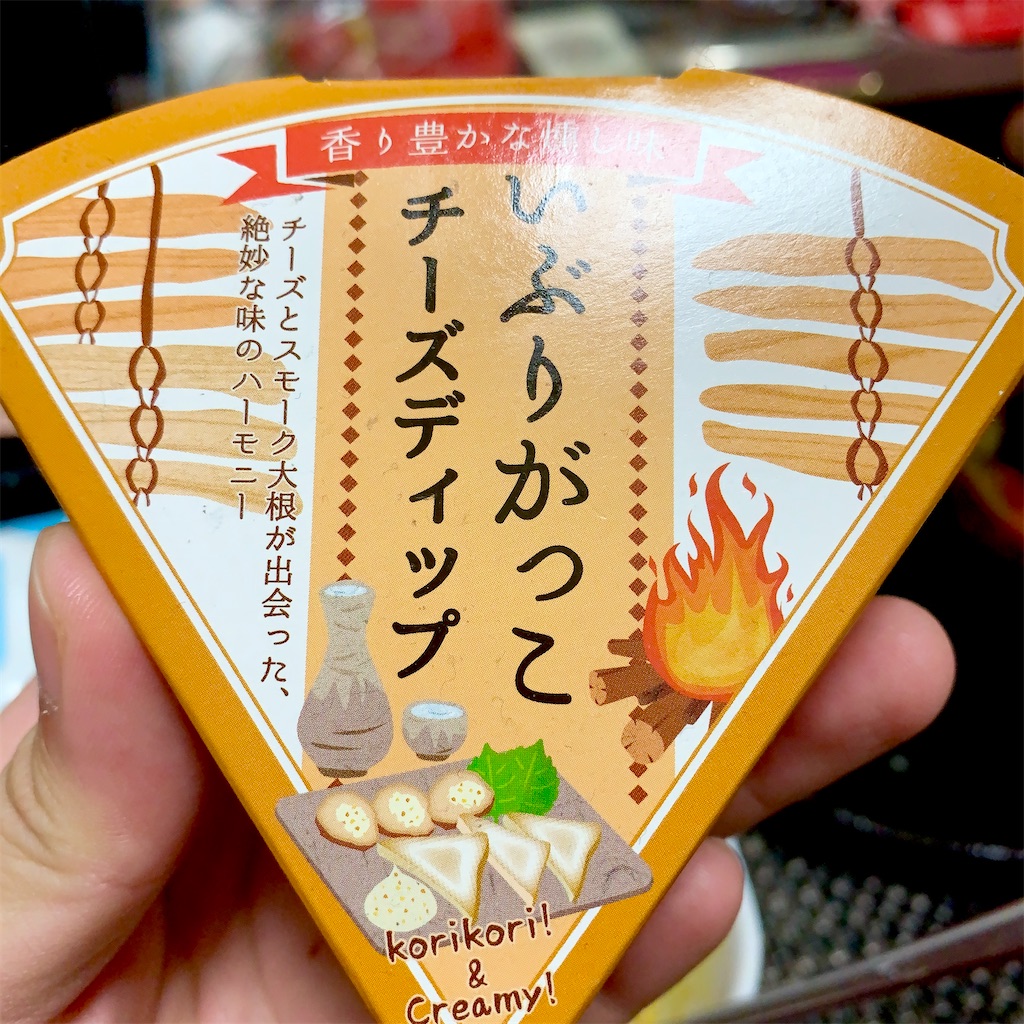 香り豊かな燻し味
いぶりがっこ
チーズディップ
チーズとスモーク大根が出会った、
絶妙な味のハーモニー
korikori!
&
Creamy!